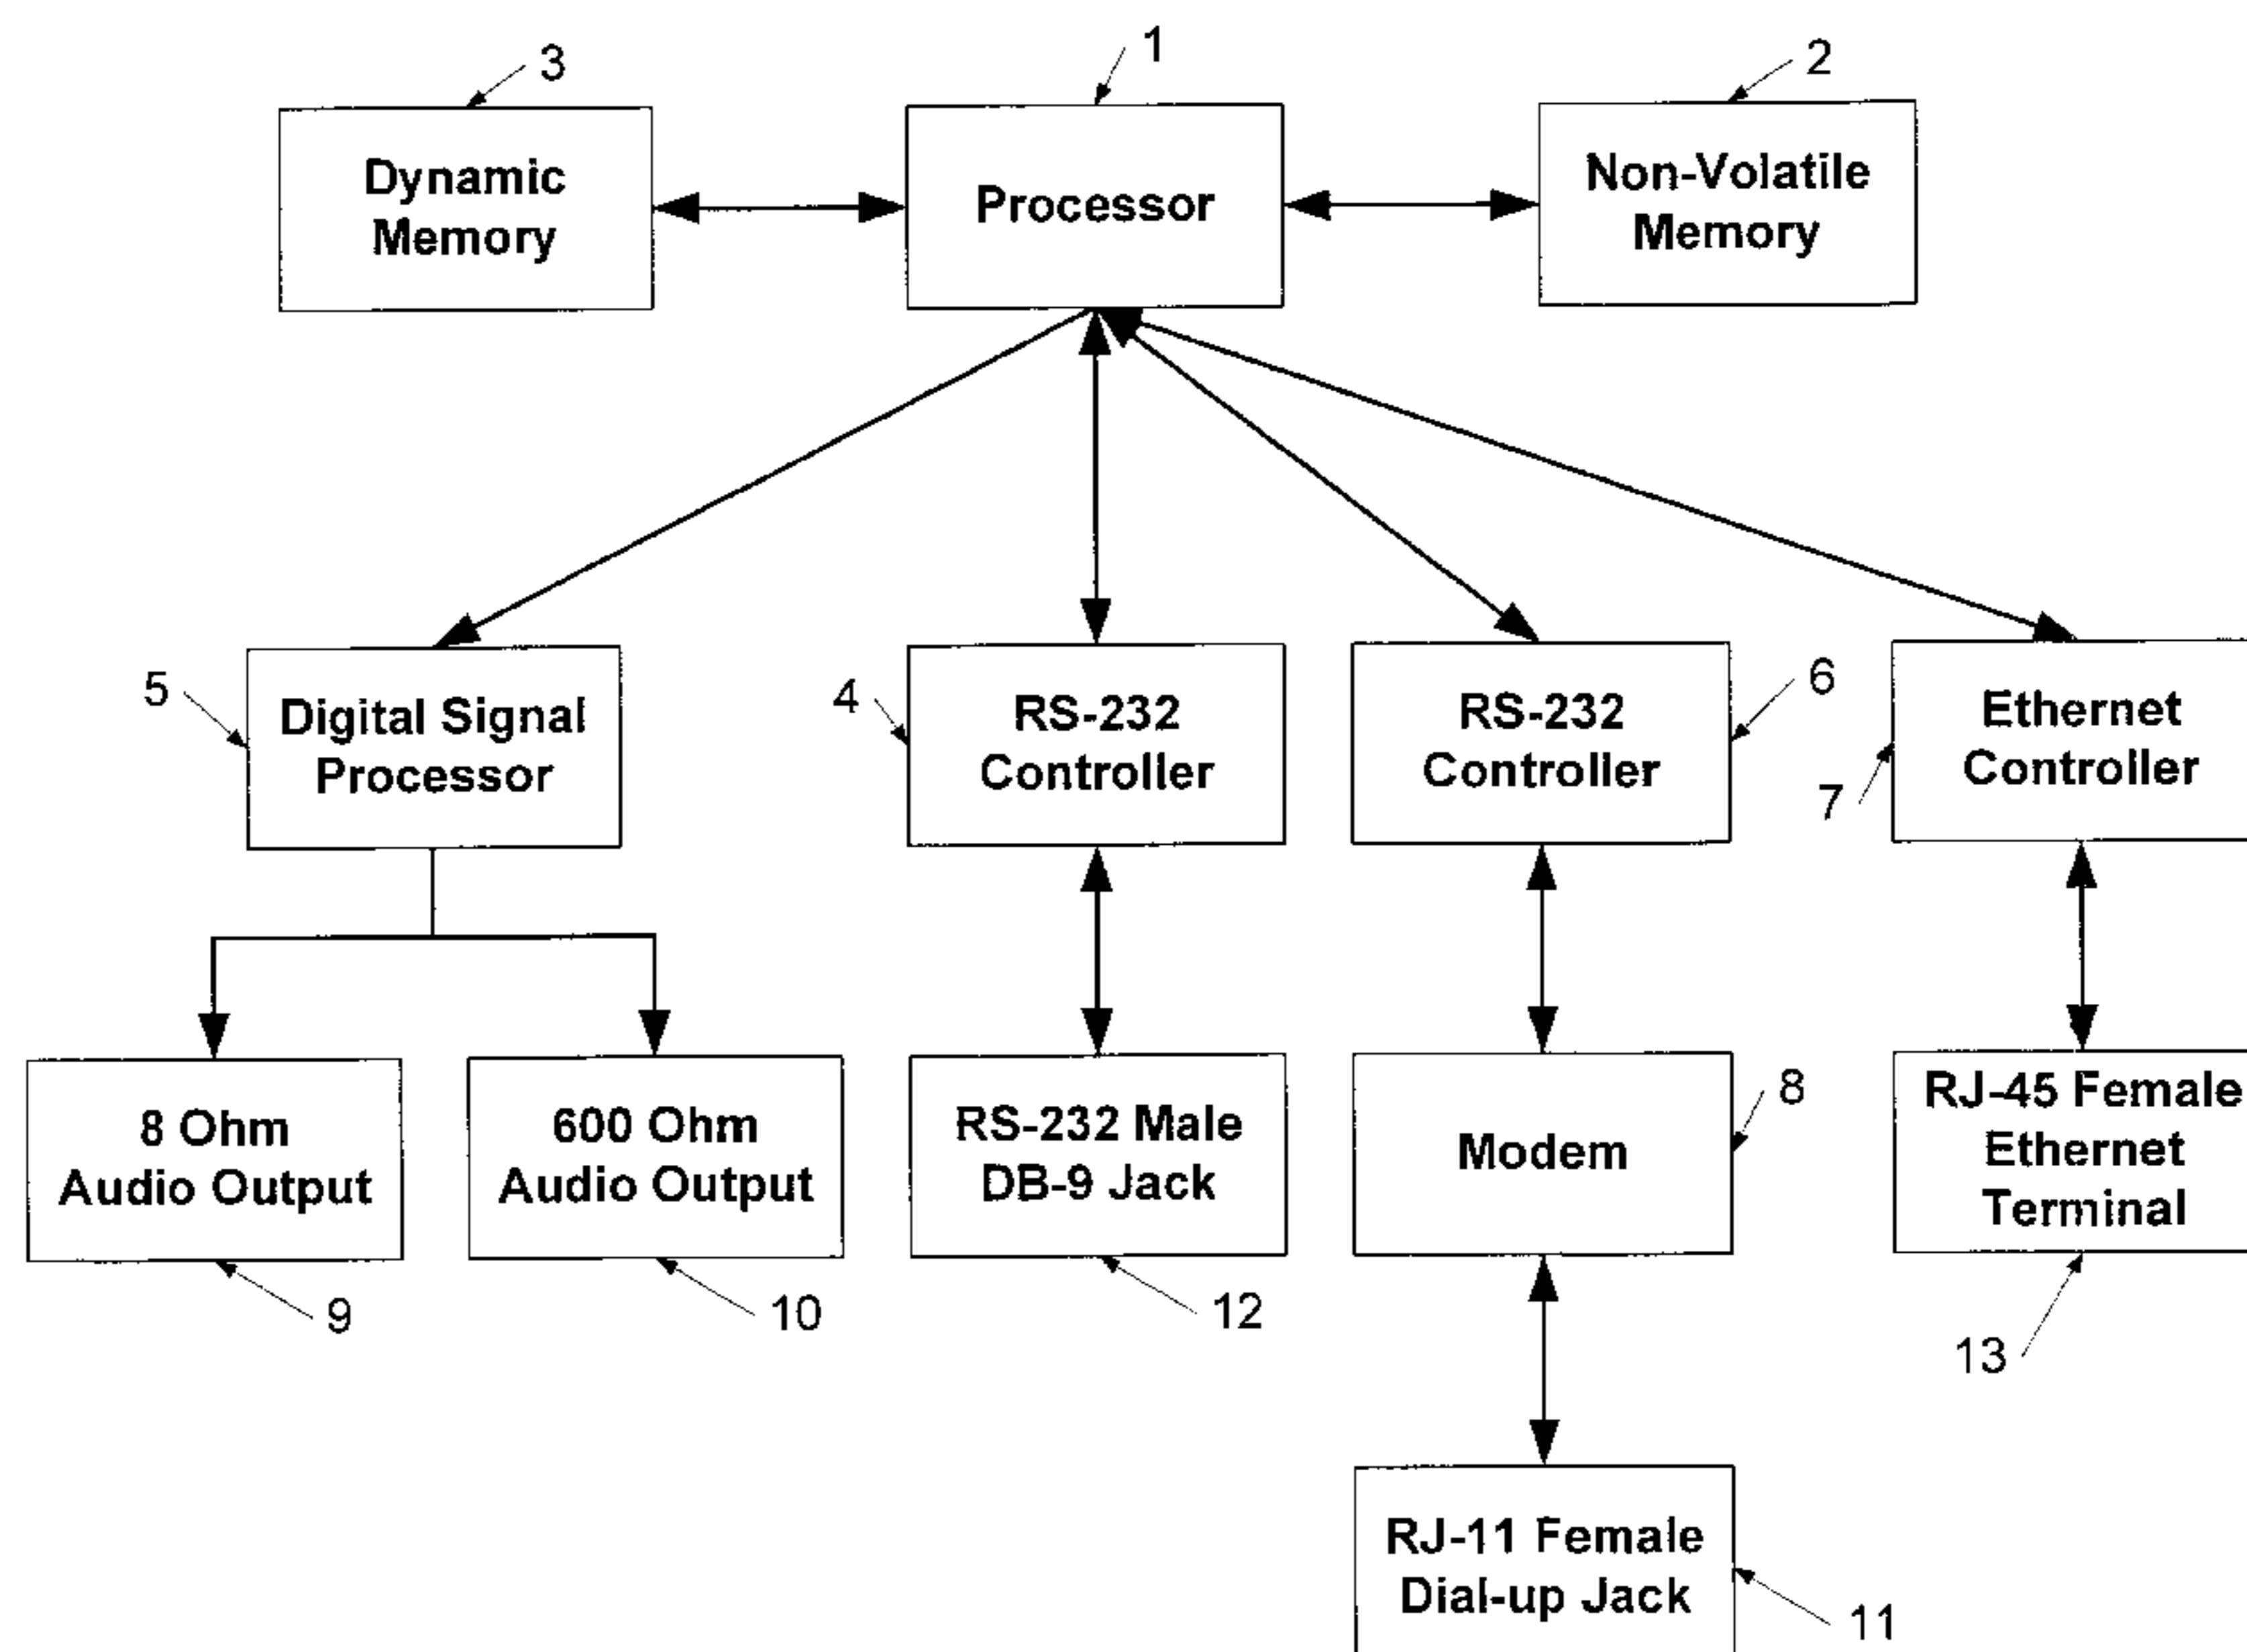 3
1
2
Dynamic
Memory
Processor
Non-Volatile
Memory
5
Digital Signal
Processor
4
RS-232
Controller
RS-232
Controller
6
7
Ethernet
Controller
8 Ohm
Audio Output
9
600 Ohm
Audio Output
10
RS-232 Male
DB-9 Jack
12
Modem
8
RJ-45 Female
Ethernet
Terminal
13
RJ-11 Female
Dial-up Jack
11